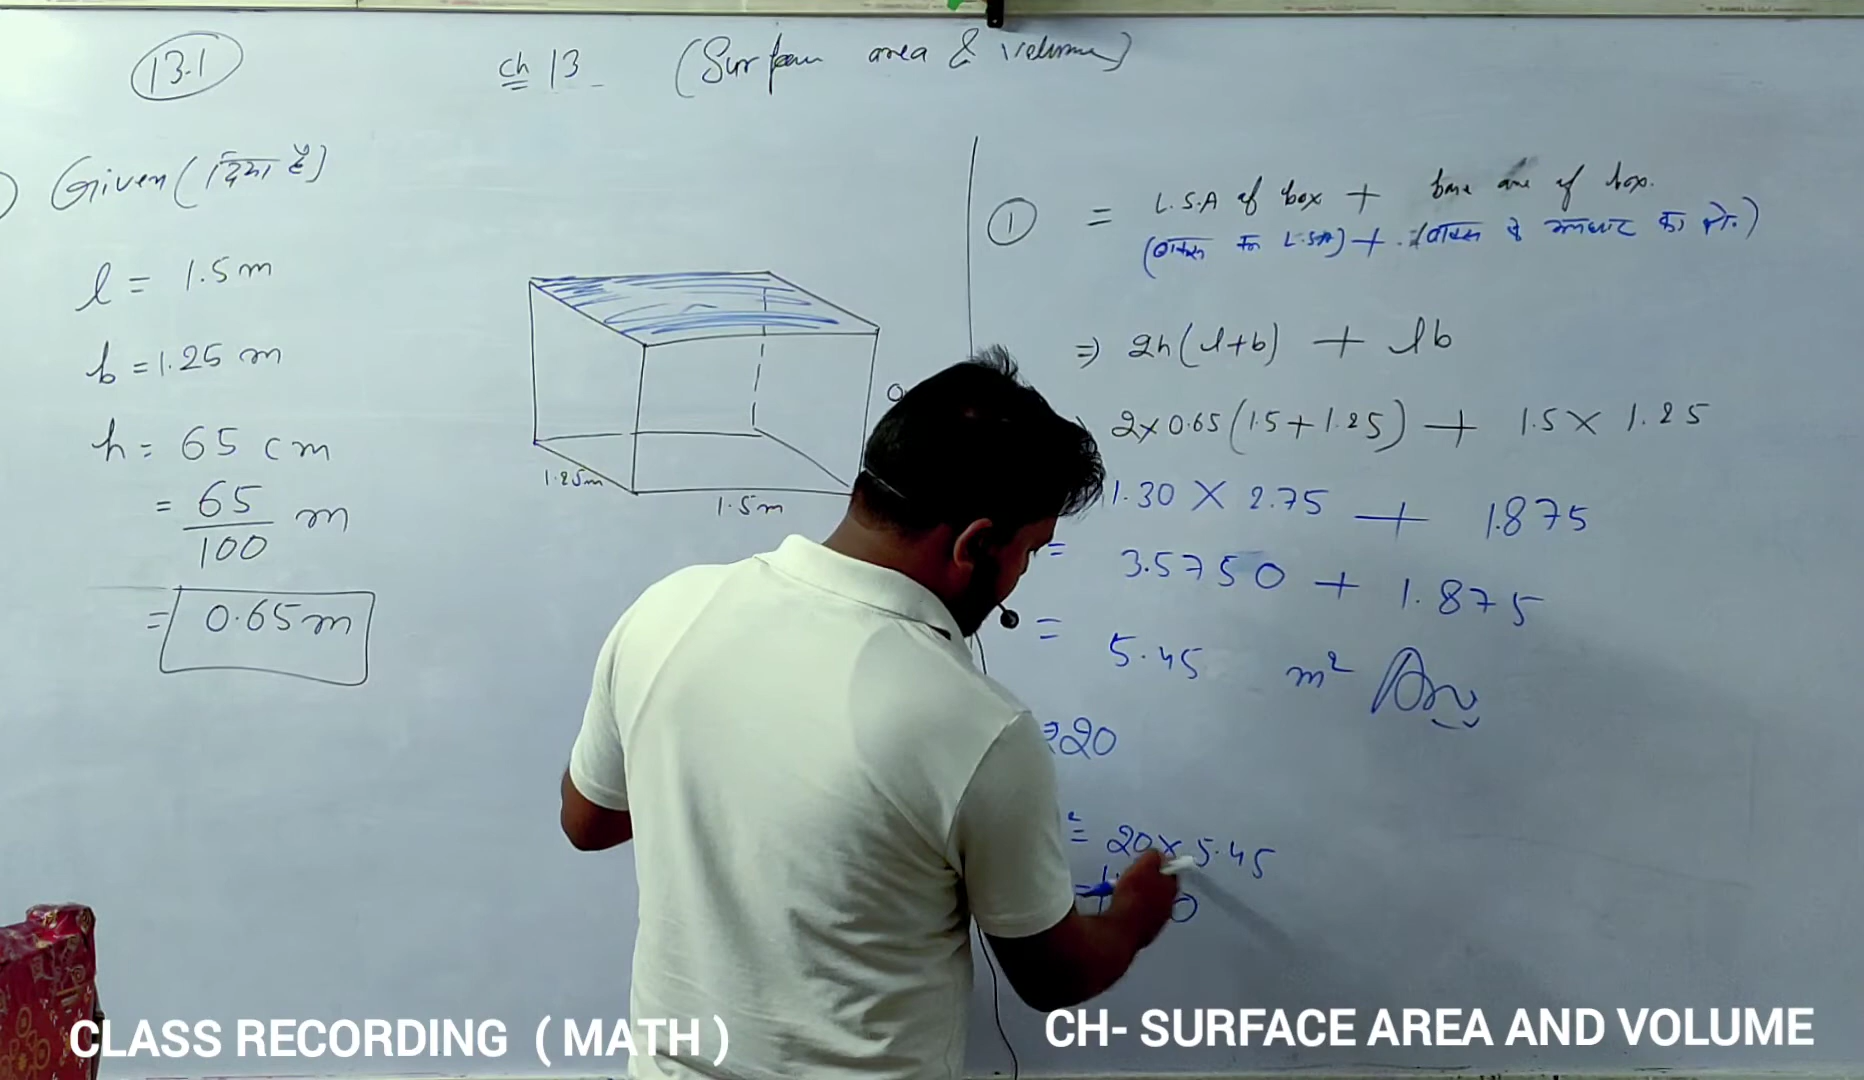 13.1
ch 13 (Surface area & Volume)
Given (दिया है)
l = 1.5 m
b = 1.25 m
h = 65 cm
= 65/100 m
= 0.65 m
1.25m
1.5m
① = L.S.A of box + base area of box.
(बॉक्स का L.SA) + (बॉक्स के आधार का क्षे.)
⇒ 2h(l+b) + lb
2×0.65(1.5+1.25) + 1.5 × 1.25
1.30 × 2.75 + 1.875
= 3.5750 + 1.875
= 5.45 m² Ans
20
= 20×5.45
=
CLASS RECORDING ( MATH )
CH- SURFACE AREA AND VOLUME